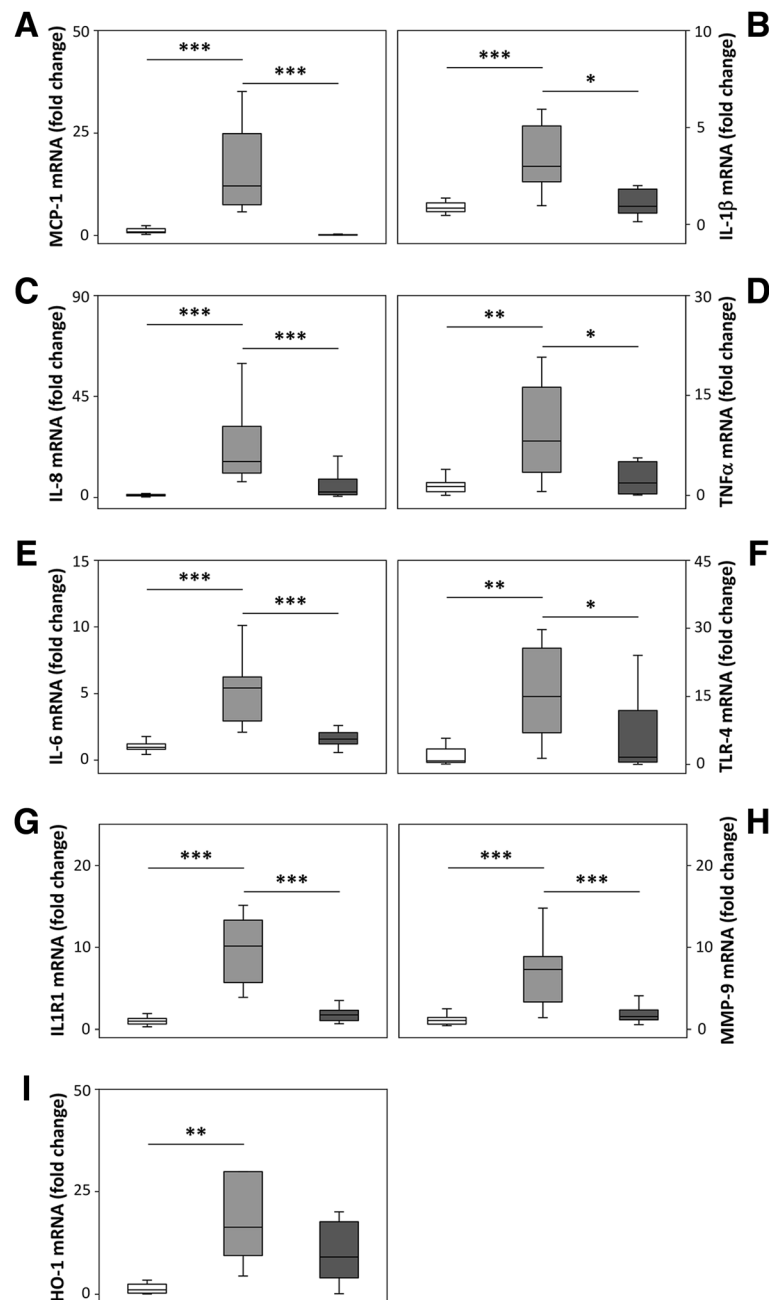 A
MCP-1 mRNA (fold change)
50
25
0
***
***
B
IL-1β mRNA (fold change)
10
5
0
***
*
C
IL-8 mRNA (fold change)
90
45
0
***
***
D
TNFα mRNA (fold change)
30
15
0
**
*
E
IL-6 mRNA (fold change)
15
10
5
0
***
***
F
TLR-4 mRNA (fold change)
45
30
15
0
**
*
G
IL1R1 mRNA (fold change)
20
10
0
***
***
H
MMP-9 mRNA (fold change)
20
10
0
***
***
I
HO-1 mRNA (fold change)
50
25
0
**